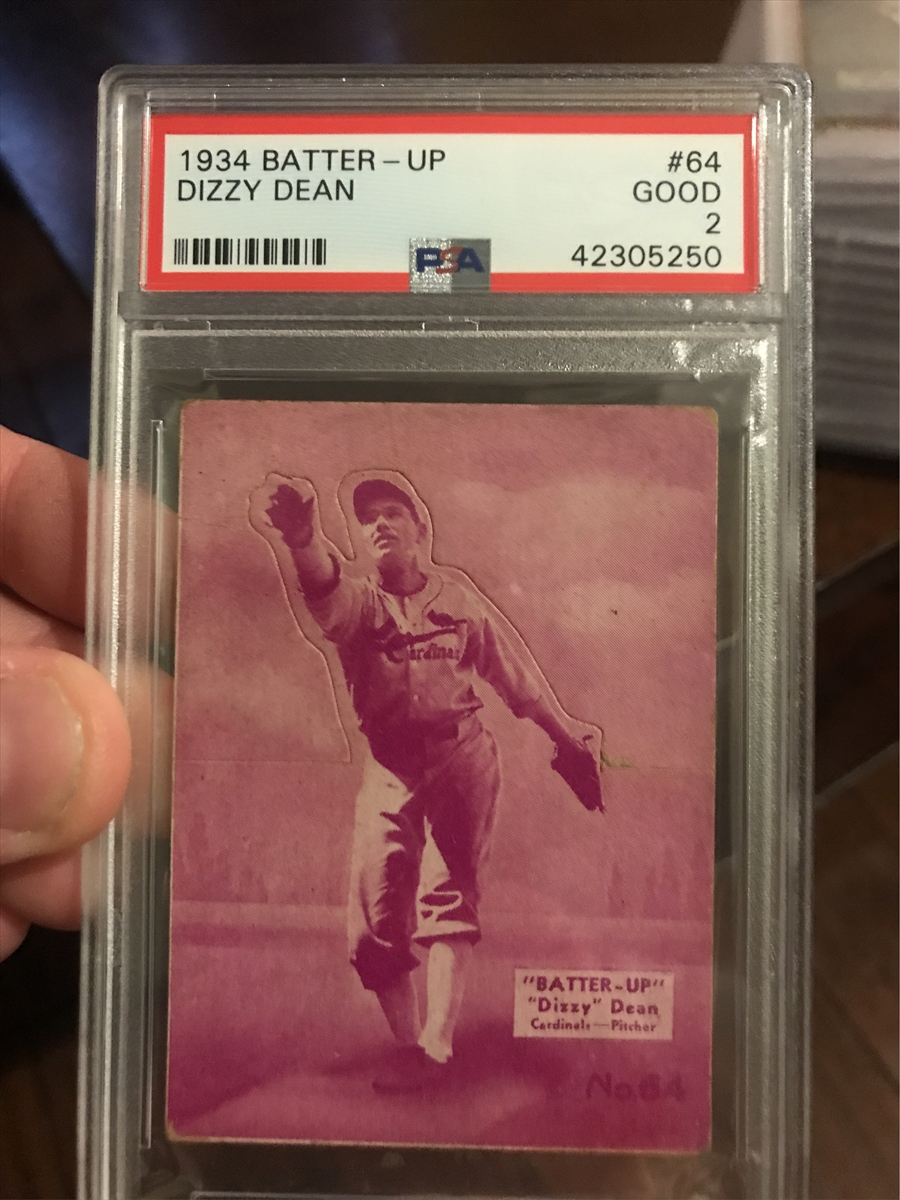 1934 BATTER-UP #64
DIZZY DEAN GOOD
2
42305250
PSA
Cardinals
"BATTER-UP"
"Dizzy" Dean
Cardinals—Pitcher
No. 64